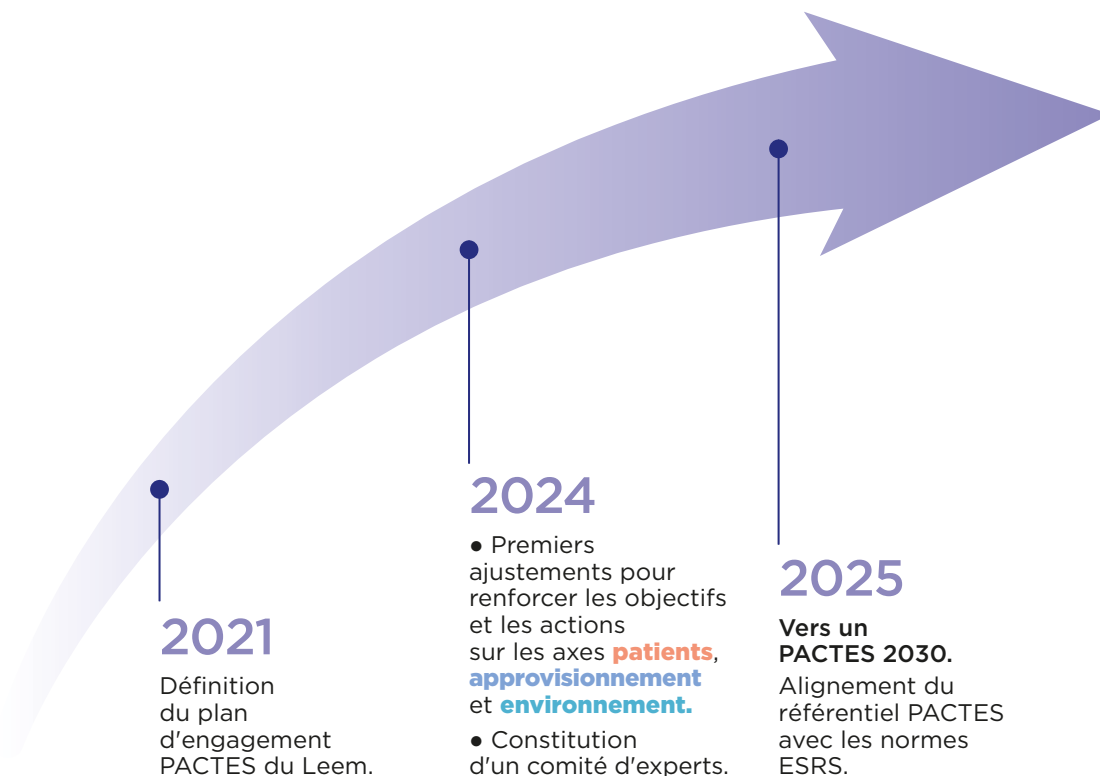 2021
Définition
du plan
d'engagement
PACTES du Leem.
2024
● Premiers
ajustements pour
renforcer les objectifs
et les actions
sur les axes patients,
approvisionnement
et environnement.
● Constitution
d'un comité d'experts.
2025
Vers un
PACTES 2030.
Alignement du
référentiel PACTES
avec les normes
ESRS.